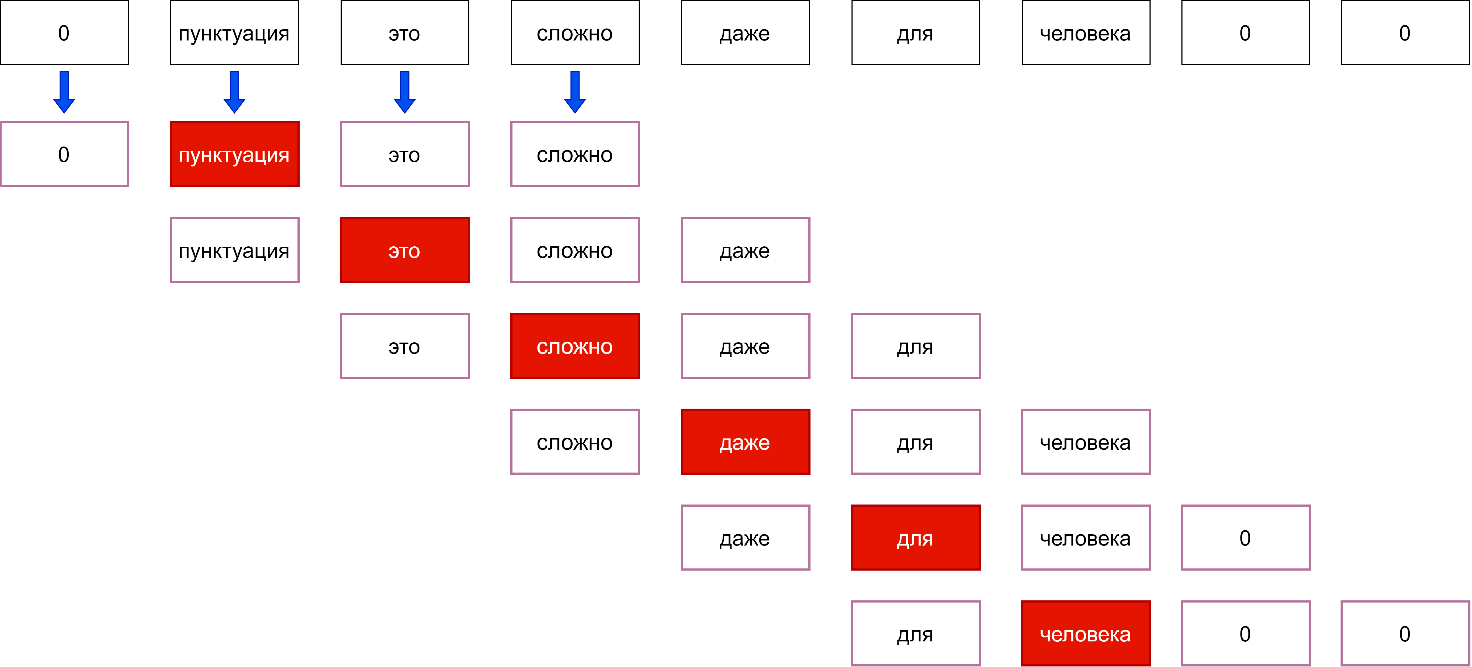 0 пунктуация это сложно даже для человека 0 0
0 пунктуация это сложно
пунктуация это сложно даже
это сложно даже для
сложно даже для человека
даже для человека 0
для человека 0 0